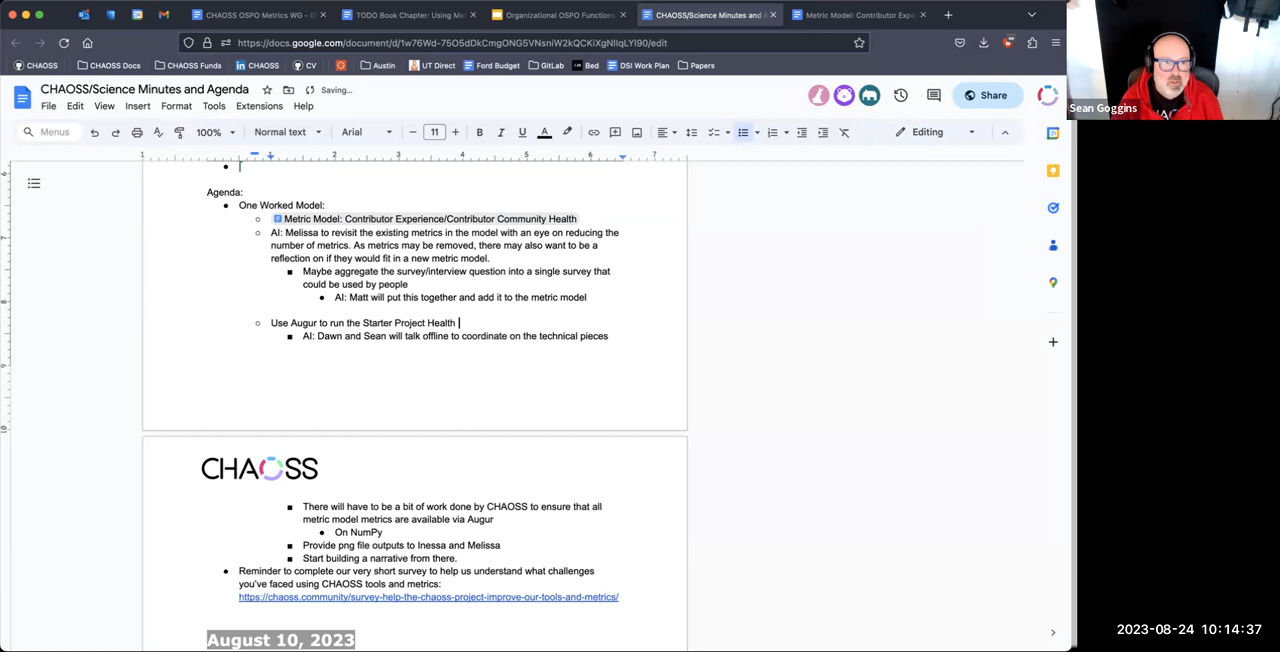 CHAOSS OSPO Metrics WG - G
TODO Book Chapter: Using Met
Organizational OSPO Functions
CHAOSS/Science Minutes and A
Metric Model: Contributor Expe
https://docs.google.com/document/d/1w76Wd-75O5dDkCmgONG5VNsniW2kQCKiXgNIlqLYI90/edit
CHAOSS
CHAOSS Docs
CHAOSS Funds
CHAOSS
CV
Austin
UT Direct
Ford Budget
GitLab
Bed
DSI Work Plan
Papers
CHAOSS/Science Minutes and Agenda
Saving...
File Edit View Insert Format Tools Extensions Help
Share
Sean Goggins
Menus
100%
Normal text
Arial
11
Editing
Agenda:
One Worked Model:
Metric Model: Contributor Experience/Contributor Community Health
AI: Melissa to revisit the existing metrics in the model with an eye on reducing the
number of metrics. As metrics may be removed, there may also want to be a
reflection on if they would fit in a new metric model.
Maybe aggregate the survey/interview question into a single survey that
could be used by people
AI: Matt will put this together and add it to the metric model
Use Augur to run the Starter Project Health
AI: Dawn and Sean will talk offline to coordinate on the technical pieces
CHAOSS
There will have to be a bit of work done by CHAOSS to ensure that all
metric model metrics are available via Augur
On NumPy
Provide png file outputs to Inessa and Melissa
Start building a narrative from there.
Reminder to complete our very short survey to help us understand what challenges
you've faced using CHAOSS tools and metrics:
https://chaoss.community/survey-help-the-chaoss-project-improve-our-tools-and-metrics/
August 10, 2023
2023-08-24 10:14:37